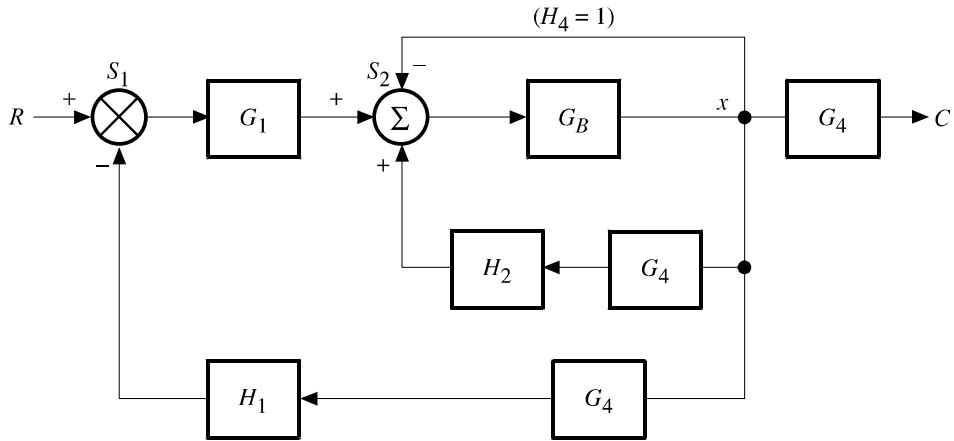 (H4 = 1)
S1
S2
−
+
+
R
G1
Σ
GB
x
G4
C
−
+
H2
G4
H1
G4